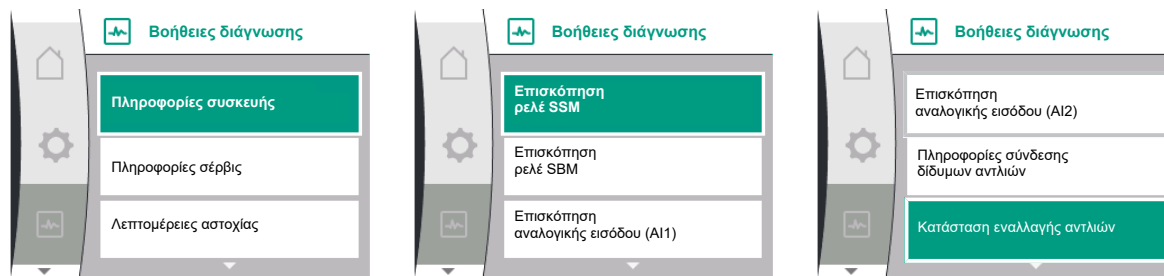 Βοήθειες διάγνωσης
Πληροφορίες συσκευής
Πληροφορίες σέρβις
Λεπτομέρειες αστοχίας
Βοήθειες διάγνωσης
Επισκόπηση
ρελέ SSM
Επισκόπηση
ρελέ SBM
Επισκόπηση
αναλογικής εισόδου (AI1)
Βοήθειες διάγνωσης
Επισκόπηση
αναλογικής εισόδου (AI2)
Πληροφορίες σύνδεσης
δίδυμων αντλιών
Κατάσταση εναλλαγής αντλιών